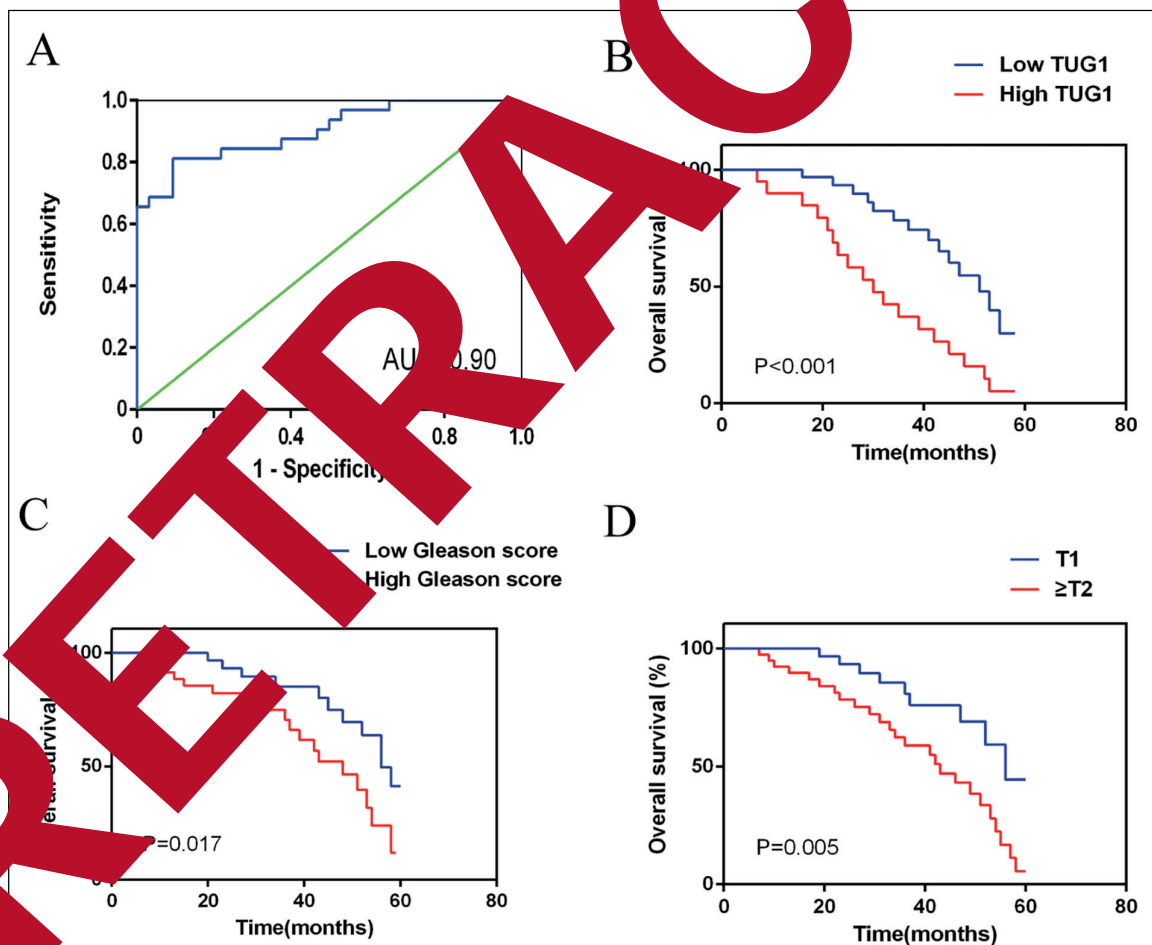 A
1.0
0.8
0.6
0.4
0.2
0
Sensitivity
0.90
0
0.4
0.8
1.0
1 - Specificity
B
Low TUG1
High TUG1
100
50
0
Overall survival
P<0.001
0
20
40
60
80
Time(months)
C
Low Gleason score
High Gleason score
100
50
survival
P=0.017
0
20
40
60
80
Time(months)
D
T1
≥T2
100
50
0
Overall survival (%)
P=0.005
0
20
40
60
80
Time(months)
RETRAC